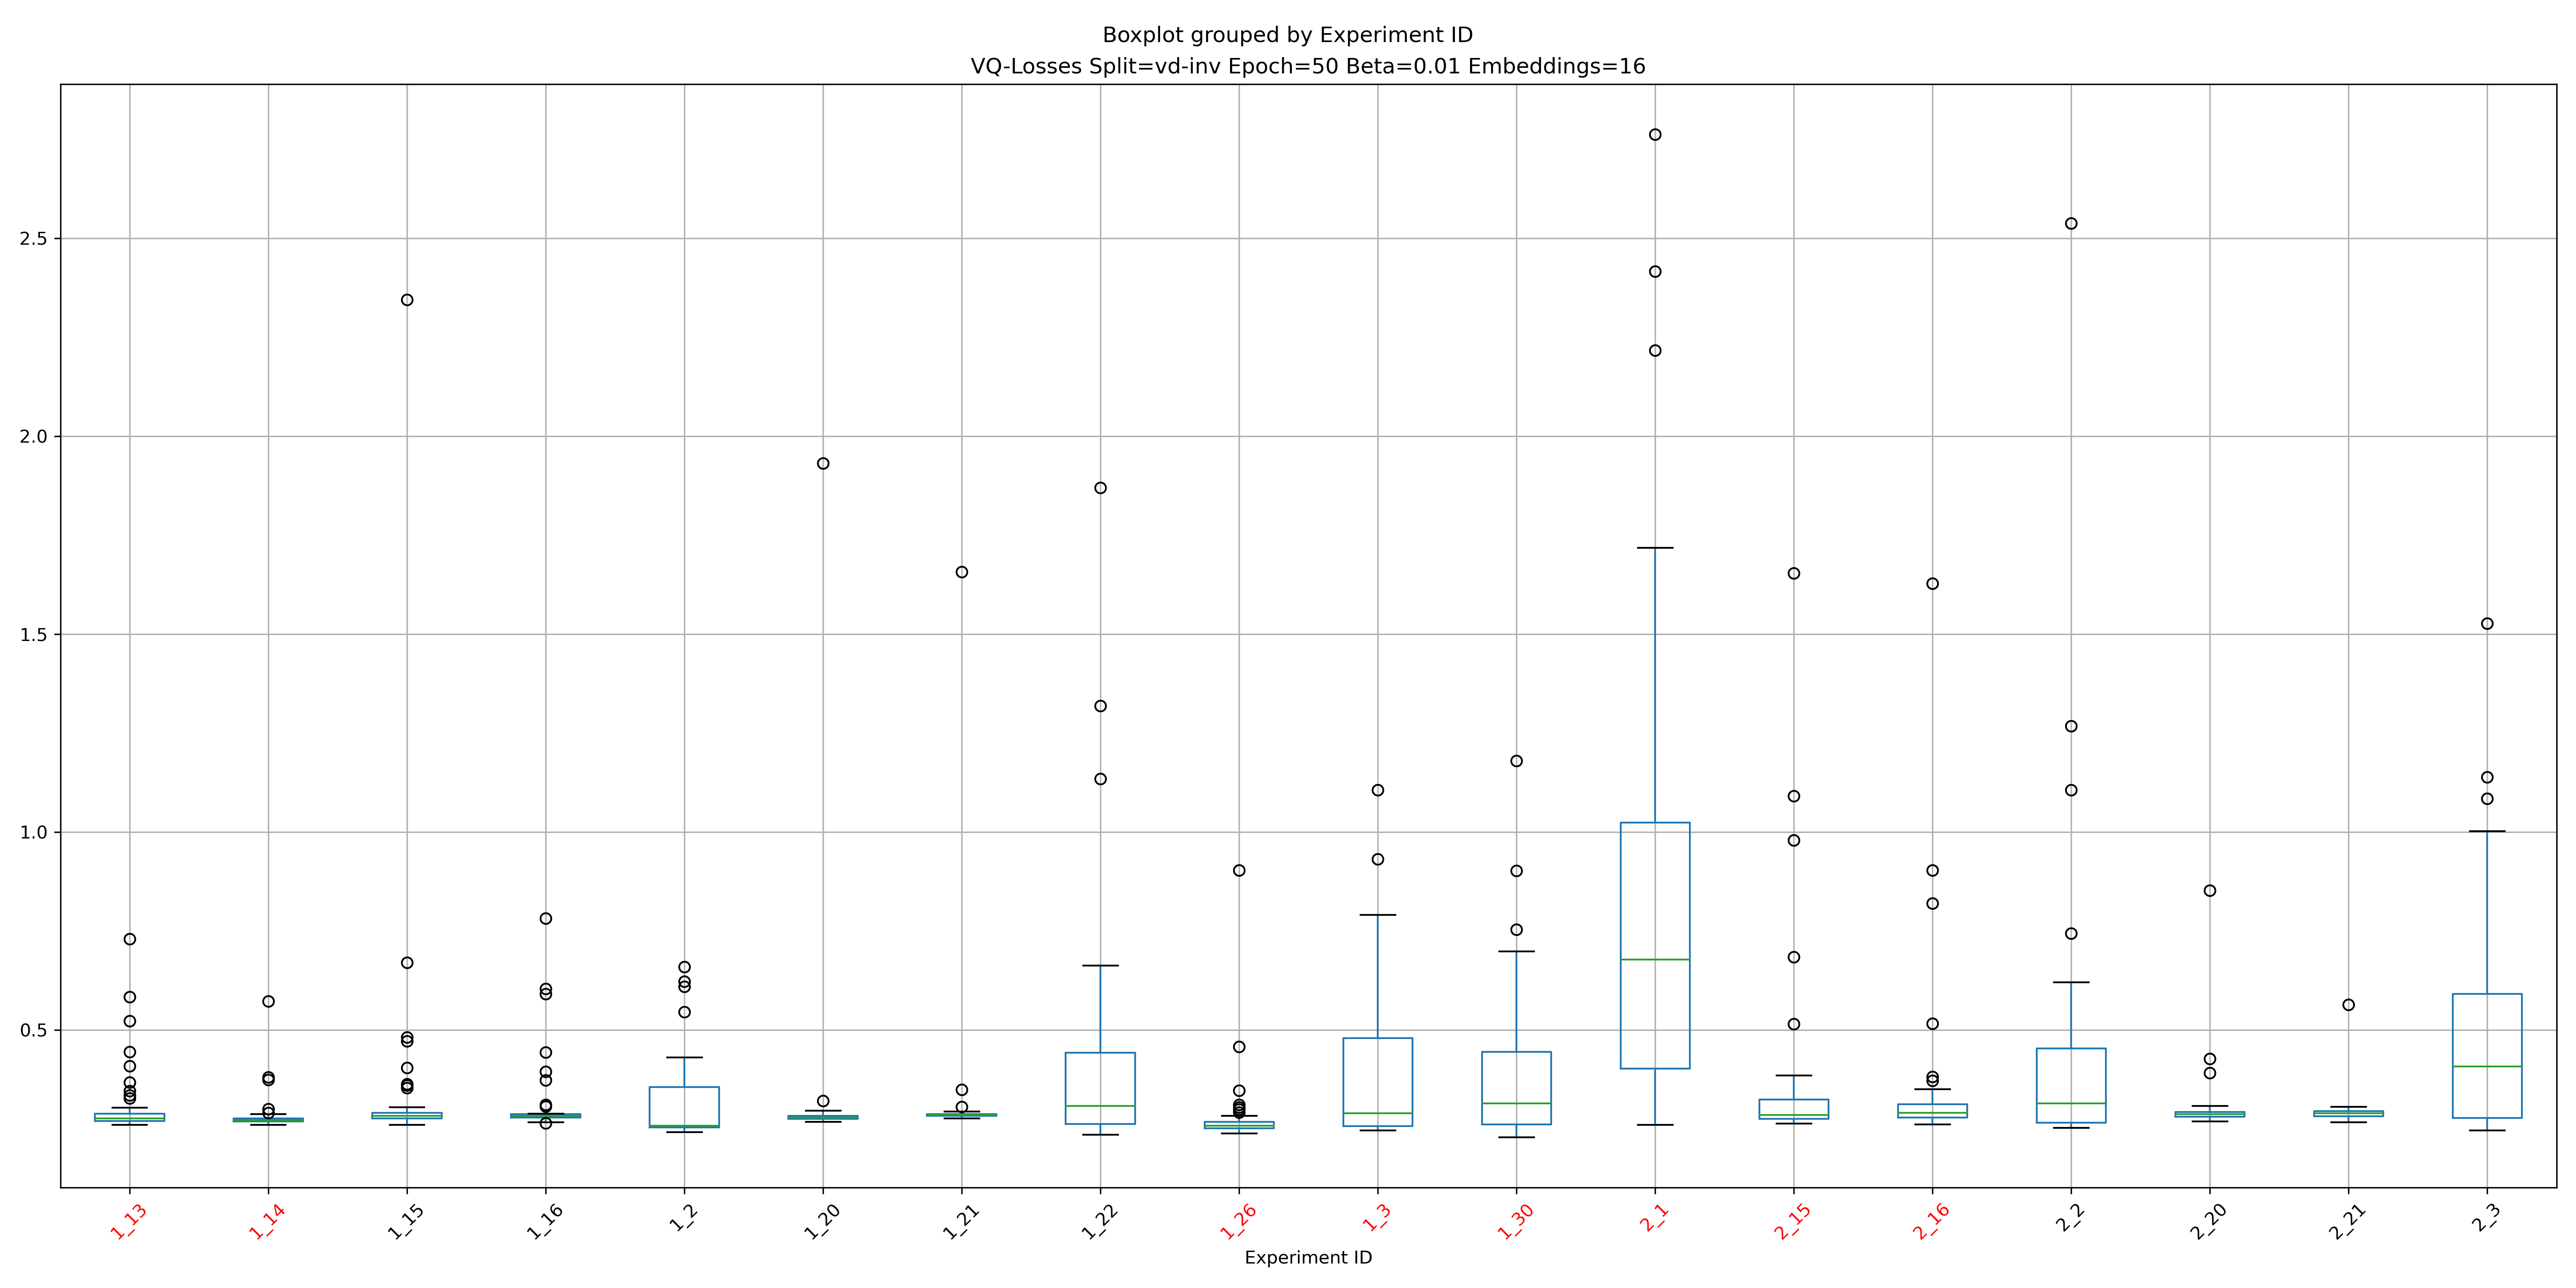 Boxplot grouped by Experiment ID
VQ-Losses Split=vd-inv Epoch=50 Beta=0.01 Embeddings=16
2.5
2.0
1.5
1.0
0.5
1_13 1_14 1_15 1_16 1_2 1_20 1_21 1_22 1_26 1_3 1_30 2_1 2_15 2_16 2_2 2_20 2_21 2_3
Experiment ID